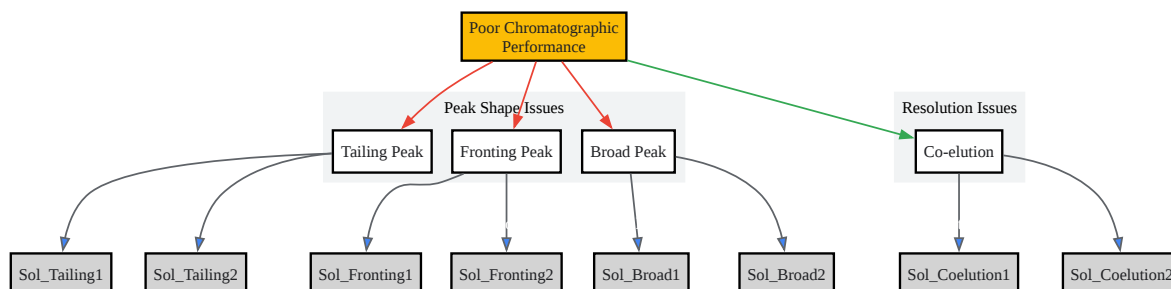 Poor Chromatographic
Performance
Peak Shape Issues
Resolution Issues
Tailing Peak
Fronting Peak
Broad Peak
Co-elution
Sol_Tailing1
Sol_Tailing2
Sol_Fronting1
Sol_Fronting2
Sol_Broad1
Sol_Broad2
Sol_Coelution1
Sol_Coelution2